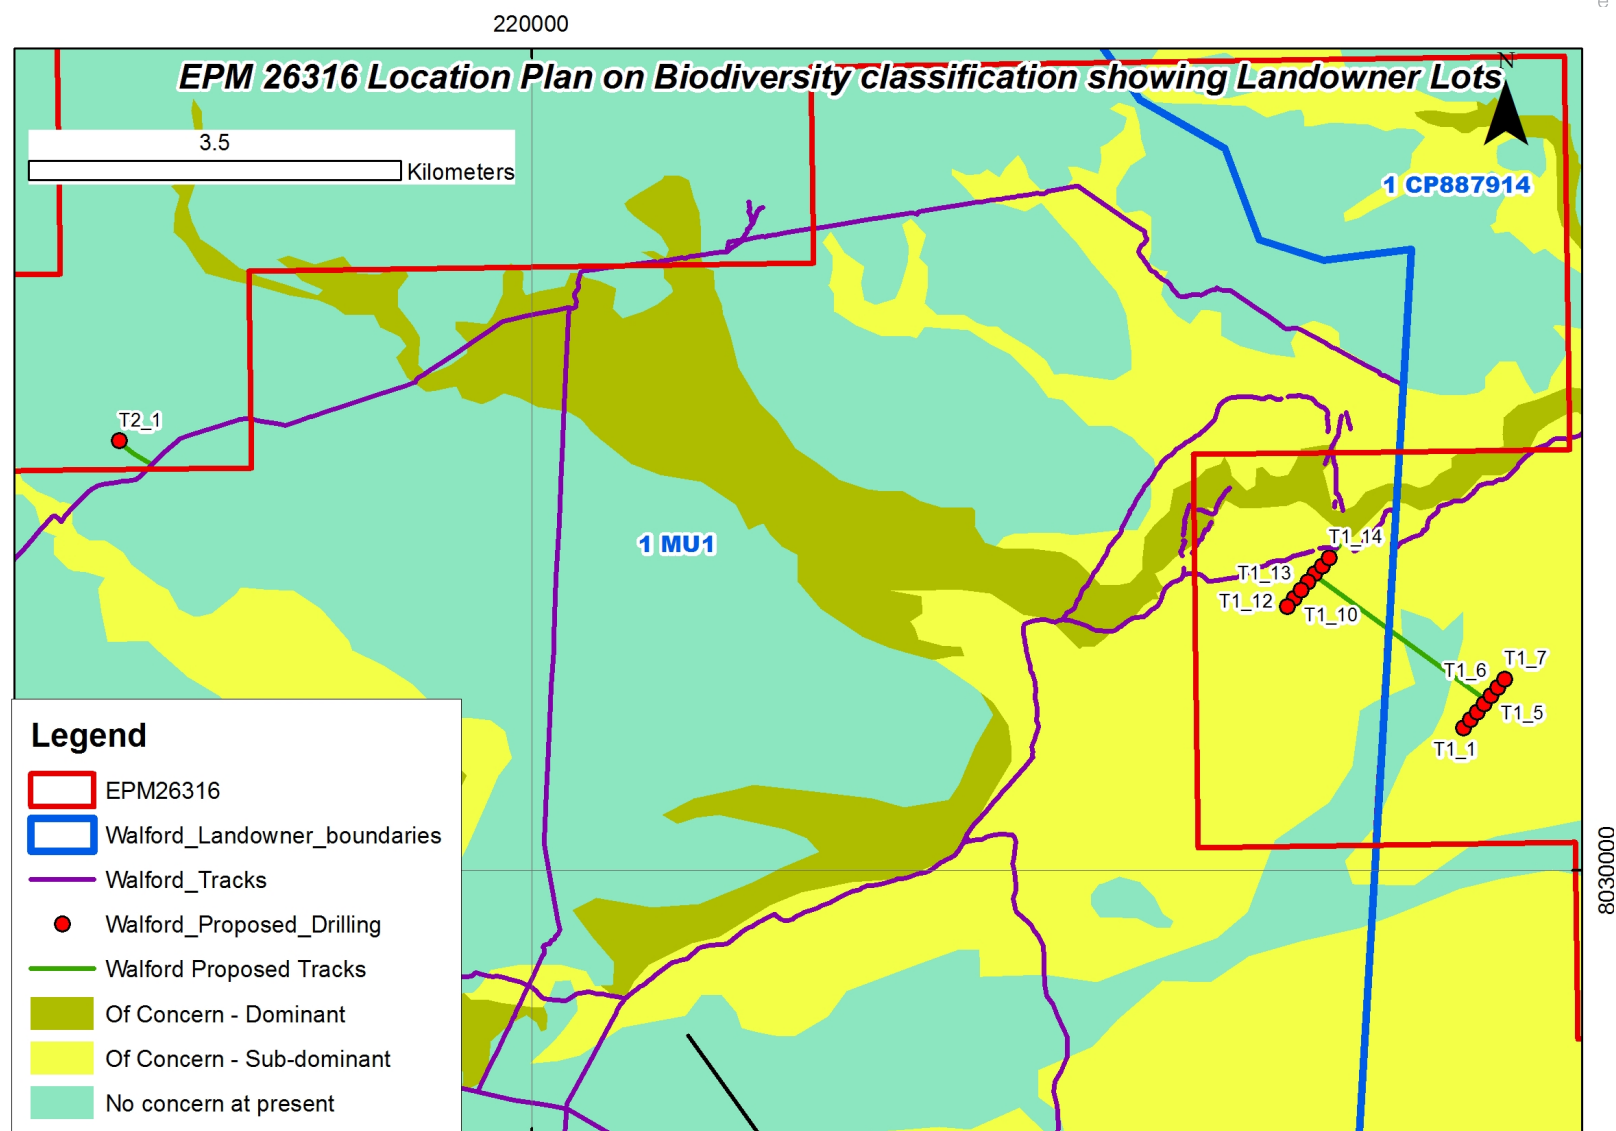 220000
EPM 26316 Location Plan on Biodiversity classification showing Landowner Lots
N
3.5
Kilometers
1 CP887914
T2_1
1 MU1
T1_14
T1_13
T1_12
T1_10
T1_7
T1_6
T1_5
T1_1
8030000
Legend
EPM26316
Walford_Landowner_boundaries
Walford_Tracks
Walford_Proposed_Drilling
Walford Proposed Tracks
Of Concern - Dominant
Of Concern - Sub-dominant
No concern at present